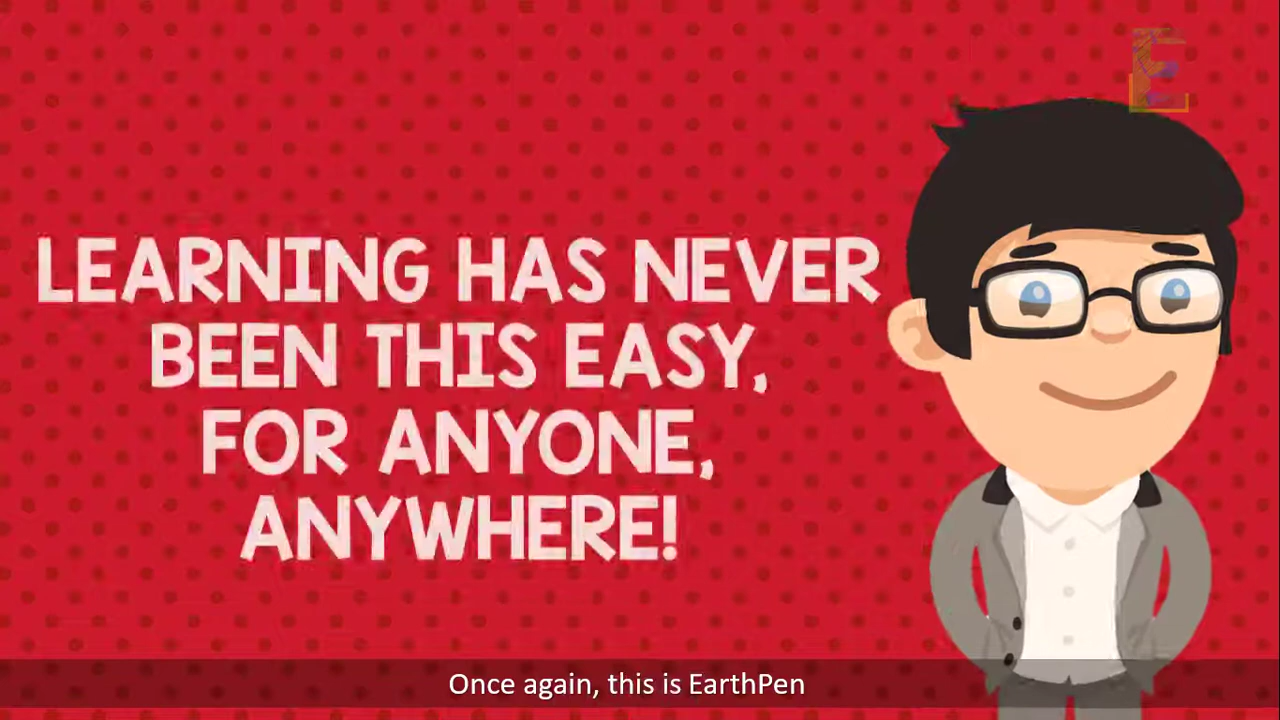 E
LEARNING HAS NEVER
BEEN THIS EASY,
FOR ANYONE,
ANYWHERE!
Once again, this is EarthPen